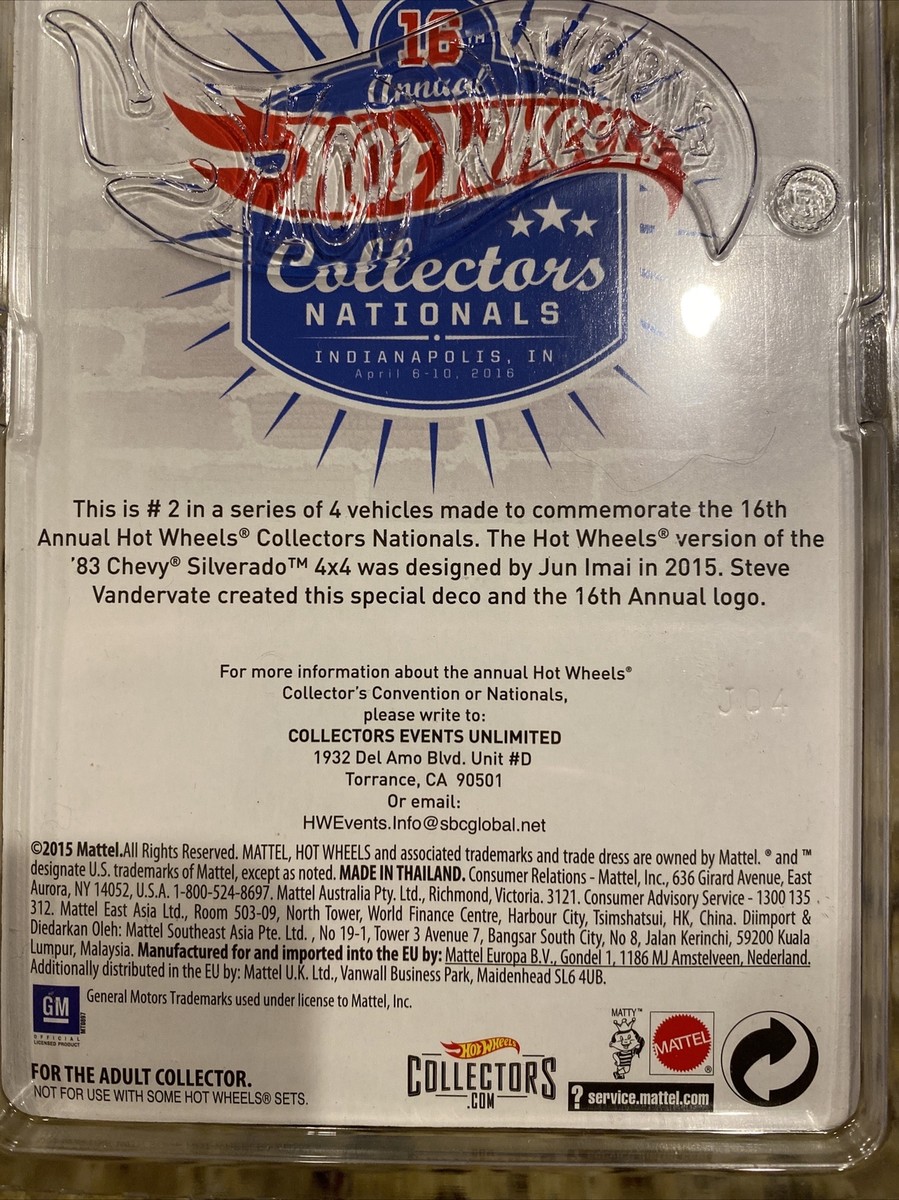 16™
Annual
Hot Wheels
Collectors
NATIONALS
INDIANAPOLIS, IN
April 6-10, 2016
This is # 2 in a series of 4 vehicles made to commemorate the 16th
Annual Hot Wheels® Collectors Nationals. The Hot Wheels® version of the
'83 Chevy® Silverado™ 4x4 was designed by Jun Imai in 2015. Steve
Vandervate created this special deco and the 16th Annual logo.
For more information about the annual Hot Wheels®
Collector's Convention or Nationals,
please write to:
COLLECTORS EVENTS UNLIMITED
1932 Del Amo Blvd. Unit #D
Torrance, CA 90501
Or email:
HWEvents.Info@sbcglobal.net
J04
©2015 Mattel.All Rights Reserved. MATTEL, HOT WHEELS and associated trademarks and trade dress are owned by Mattel. ® and ™
designate U.S. trademarks of Mattel, except as noted. MADE IN THAILAND. Consumer Relations - Mattel, Inc., 636 Girard Avenue, East
Aurora, NY 14052, U.S.A. 1-800-524-8697. Mattel Australia Pty. Ltd., Richmond, Victoria. 3121. Consumer Advisory Service - 1300 135
312. Mattel East Asia Ltd., Room 503-09, North Tower, World Finance Centre, Harbour City, Tsimshatsui, HK, China. Diimport &
Diedarkan Oleh: Mattel Southeast Asia Pte. Ltd. , No 19-1, Tower 3 Avenue 7, Bangsar South City, No 8, Jalan Kerinchi, 59200 Kuala
Lumpur, Malaysia. Manufactured for and imported into the EU by: Mattel Europa B.V., Gondel 1, 1186 MJ Amstelveen, Nederland.
Additionally distributed in the EU by: Mattel U.K. Ltd., Vanwall Business Park, Maidenhead SL6 4UB.
GM
OFFICIAL
LICENSED PRODUCT
General Motors Trademarks used under license to Mattel, Inc.
FOR THE ADULT COLLECTOR.
NOT FOR USE WITH SOME HOT WHEELS® SETS.
Hot Wheels
COLLECTORS
.COM
MATTY™
MATTEL
®
? service.mattel.com